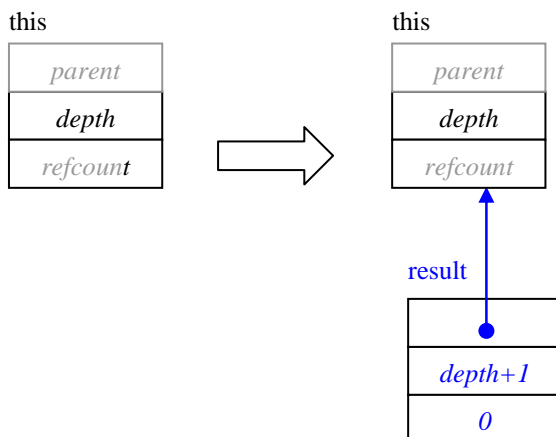 this
parent
depth
refcount
this
parent
depth
refcount
result
depth+1
0